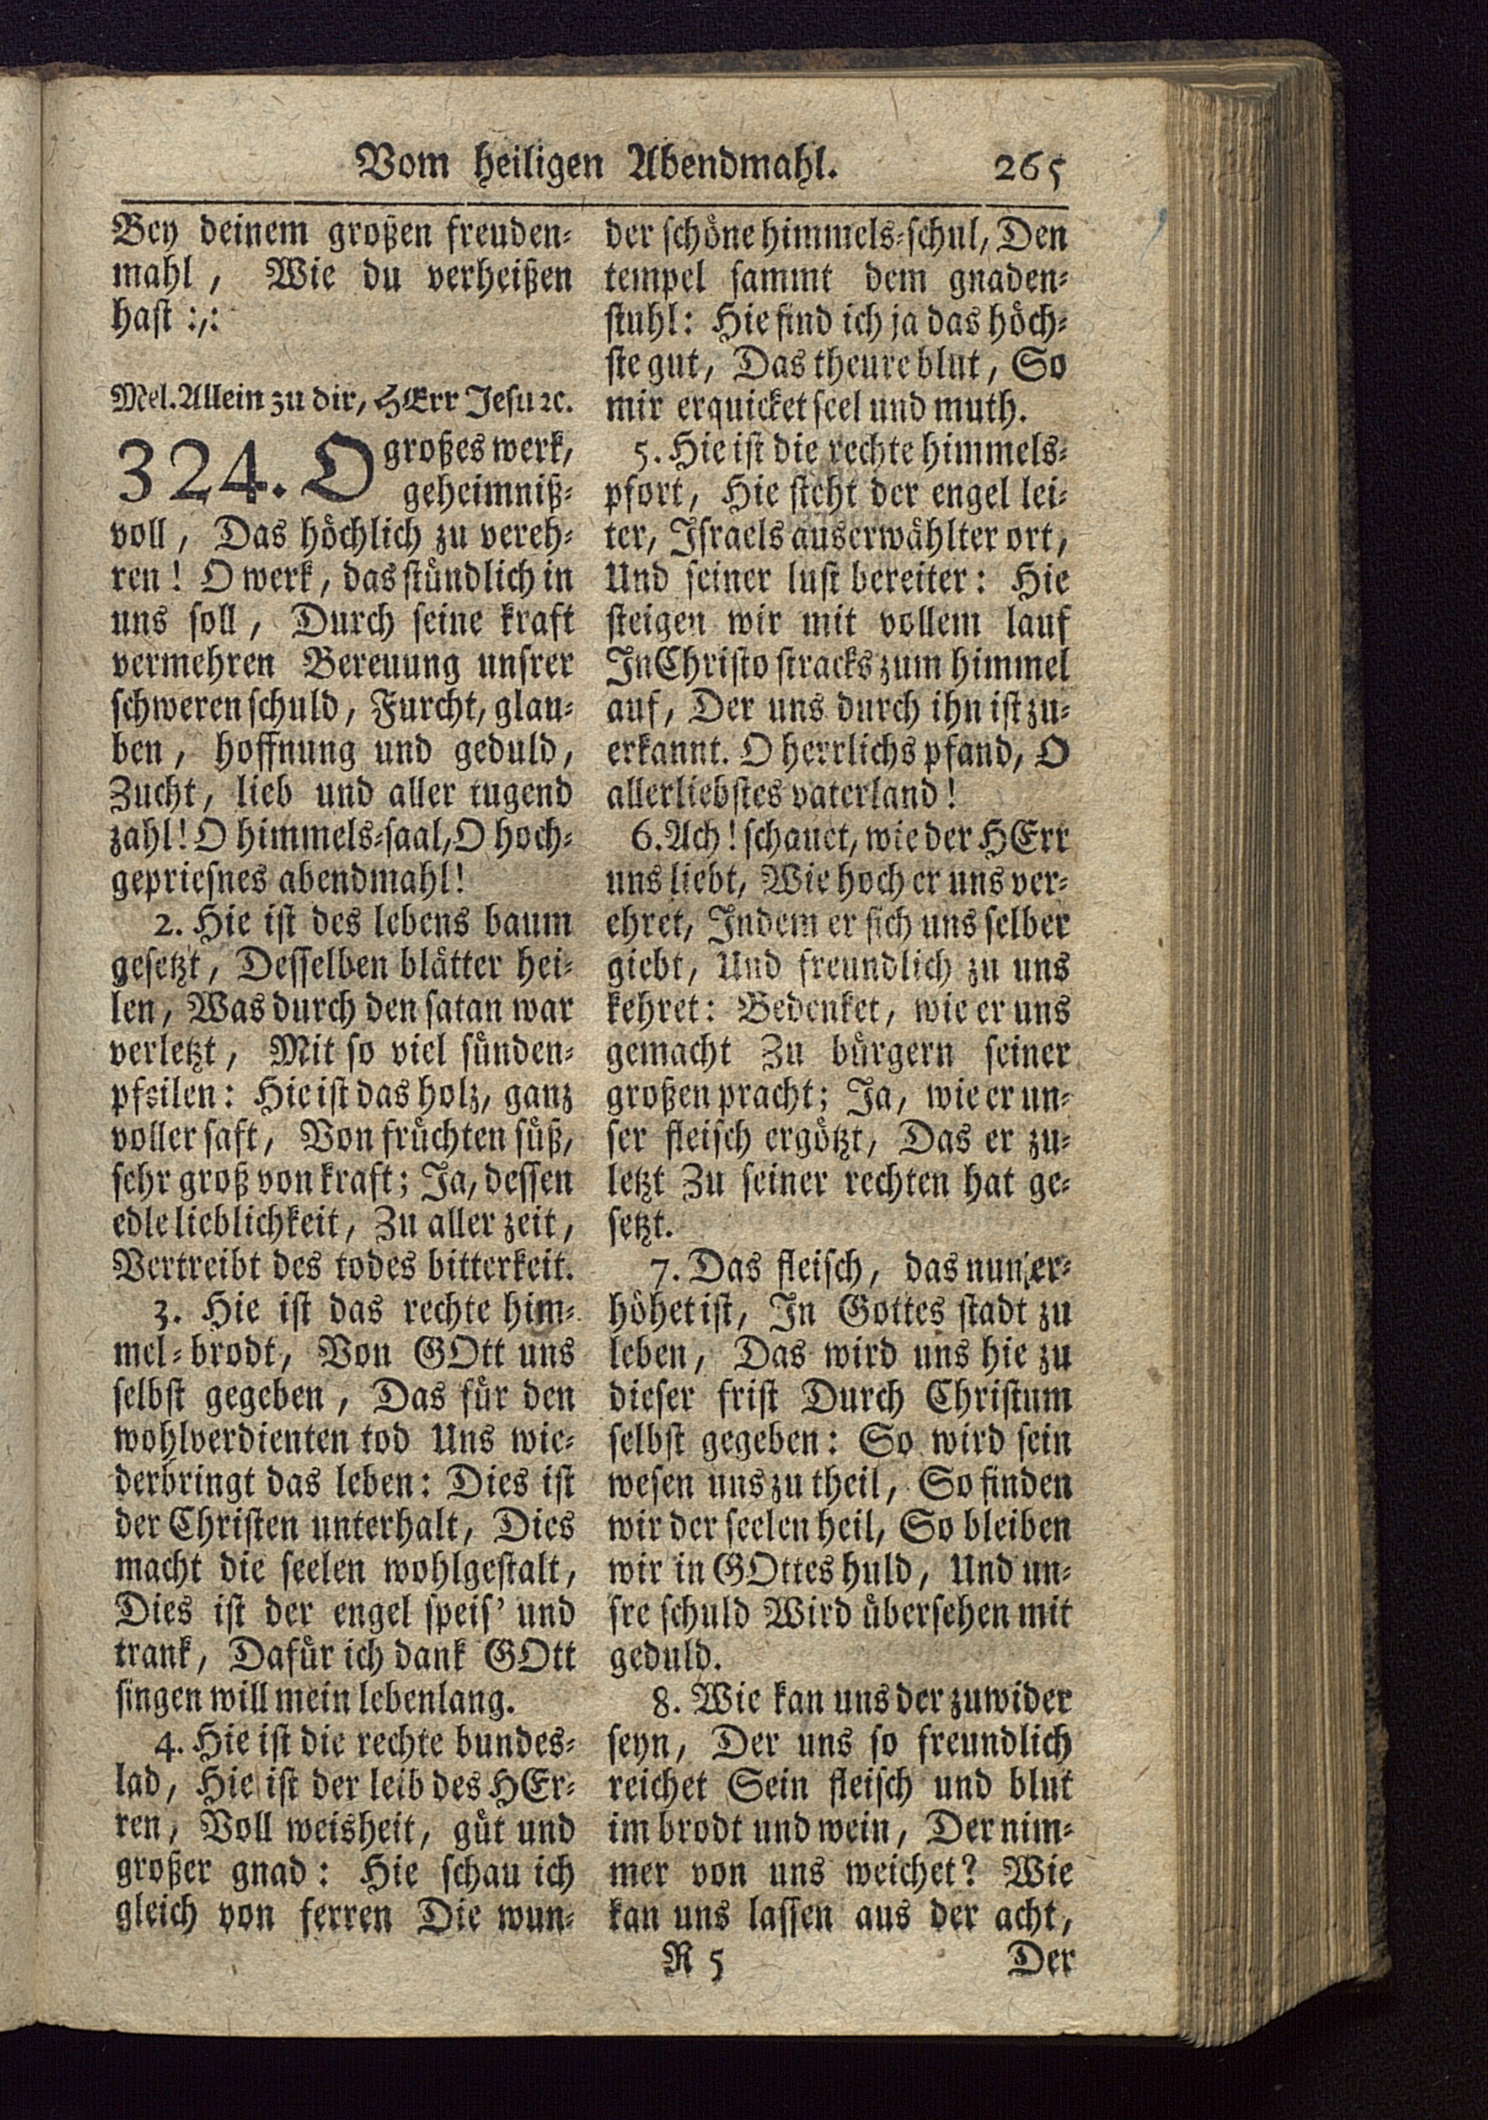 Vom heiligen Abendmahl. 265
Bey deinem großen freuden-
mahl, Wie du verheißen
hast :,:
Mel. Allein zu dir, HErr Jesu ꝛc.
324. O großes werk,
geheimniß-
voll, Das höchlich zu vereh-
ren! O werk, das stündlich in
uns soll, Durch seine kraft
vermehren Bereuung unsrer
schweren schuld, Furcht, glau-
ben, hoffnung und geduld,
Zucht, lieb und aller tugend
zahl! O himmels-saal, O hoch-
gepriesnes abendmahl!
2. Hie ist des lebens baum
gesetzt, Desselben blätter hei-
len, Was durch den satan war
verletzt, Mit so viel sünden-
pfeilen: Hie ist das holz, ganz
voller saft, Von früchten süß,
sehr groß von kraft; Ja, dessen
edle lieblichkeit, Zu aller zeit,
Vertreibt des todes bitterkeit.
3. Hie ist das rechte him-
mel-brodt, Von GOtt uns
selbst gegeben, Das für den
wohlverdienten tod Uns wie-
derbringt das leben: Dies ist
der Christen unterhalt, Dies
macht die seelen wohlgestalt,
Dies ist der engel speis' und
trank, Dafür ich dank GOtt
singen will mein lebenlang.
4. Hie ist die rechte bundes-
lad, Hie ist der leib des HEr-
ren, Voll weisheit, güt und
großer gnad: Hie schau ich
gleich von ferren Die wun-
der schöne himmels-schul, Den
tempel sammt dem gnaden-
stuhl: Hie find ich ja das höch-
ste gut, Das theure blut, So
mir erquicket seel und muth.
5. Hie ist die rechte himmels-
pfort, Hie steht der engel lei-
ter, Israels auserwählter ort,
Und seiner lust bereiter: Hie
steigen wir mit vollem lauf
In Christo stracks zum himmel
auf, Der uns durch ihn ist zu-
erkannt. O herrlichs pfand, O
allerliebstes vaterland!
6. Ach! schauet, wie der HErr
uns liebt, Wie hoch er uns ver-
ehret, Indem er sich uns selber
giebt, Und freundlich zu uns
kehret: Bedenket, wie er uns
gemacht Zu bürgern seiner
großen pracht; Ja, wie er un-
ser fleisch ergötzt, Das er zu-
letzt Zu seiner rechten hat ge-
setzt.
7. Das fleisch, das nun er-
höhet ist, In Gottes stadt zu
leben, Das wird uns hie zu
dieser frist Durch Christum
selbst gegeben: So wird sein
wesen uns zu theil, So finden
wir der seelen heil, So bleiben
wir in GOttes huld, Und un-
sre schuld Wird übersehen mit
geduld.
8. Wie kan uns der zuwider
seyn, Der uns so freundlich
reichet Sein fleisch und blut
im brodt und wein, Der nim-
mer von uns weichet? Wie
kan uns lassen aus der acht,
R 5 Der